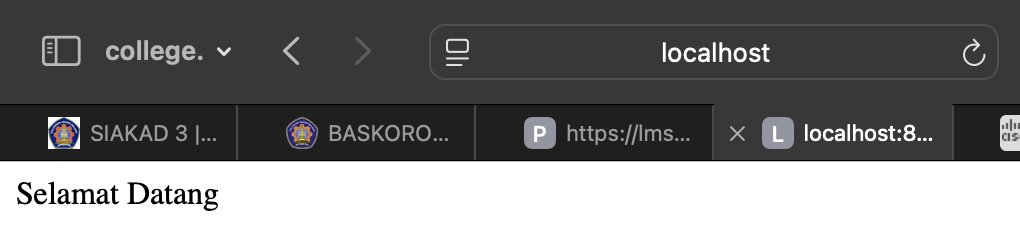 college.
localhost
SIAKAD 3 |...
BASKORO...
P
https://lms...
L
localhost:8...
Selamat Datang